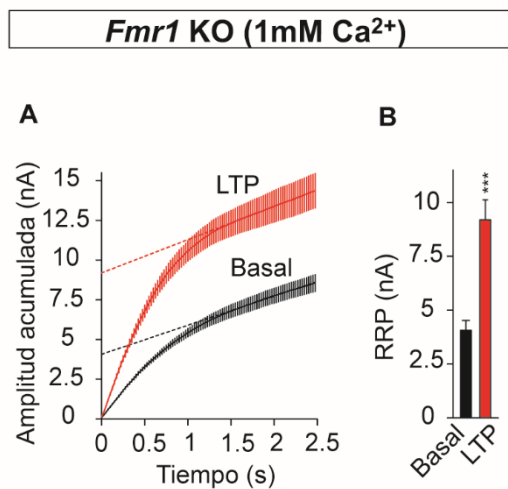 Fmr1 KO (1mM Ca²⁺)
A
B
Amplitud acumulada (nA)
15
12.5
10
7.5
5
2.5
0
LTP
Basal
0
0.5
1
1.5
2
2.5
Tiempo (s)
RRP (nA)
10
7.5
5
2.5
0
***
Basal
LTP